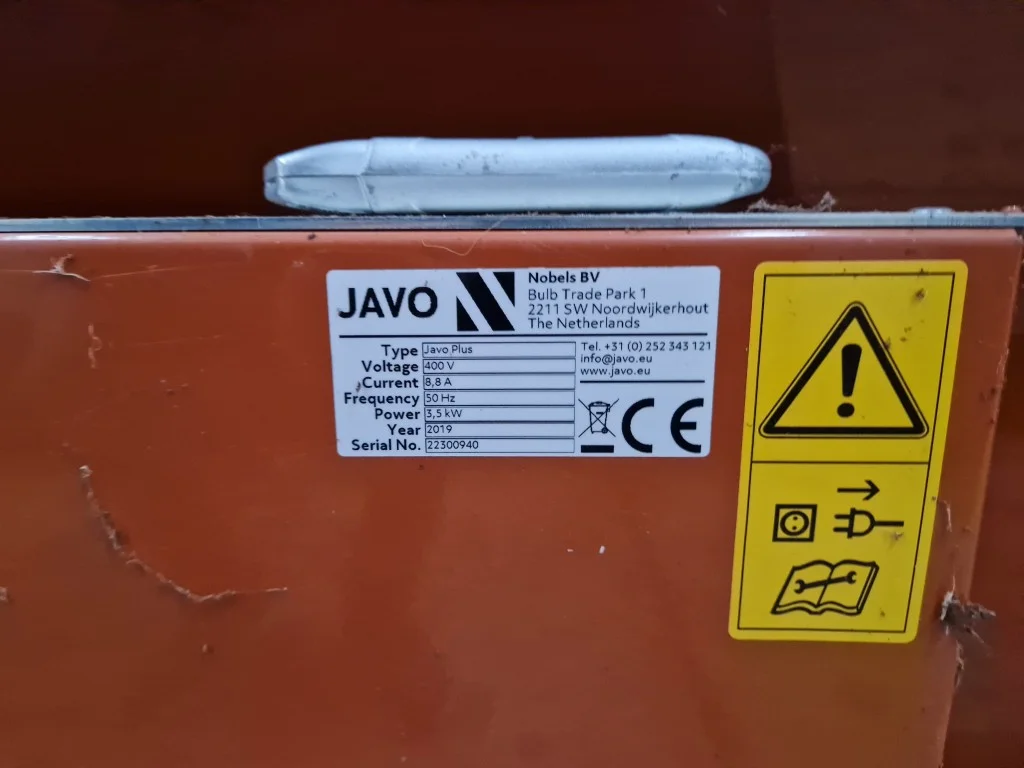 JAVO
Nobels BV
Bulb Trade Park 1
2211 SW Noordwijkerhout
The Netherlands
Type Javo Plus
Voltage 400 V
Current 8,8 A
Frequency 50 Hz
Power 3,5 kW
Year 2019
Serial No. 22300940
Tel. +31 (0) 252 343 121
info@javo.eu
www.javo.eu
CE